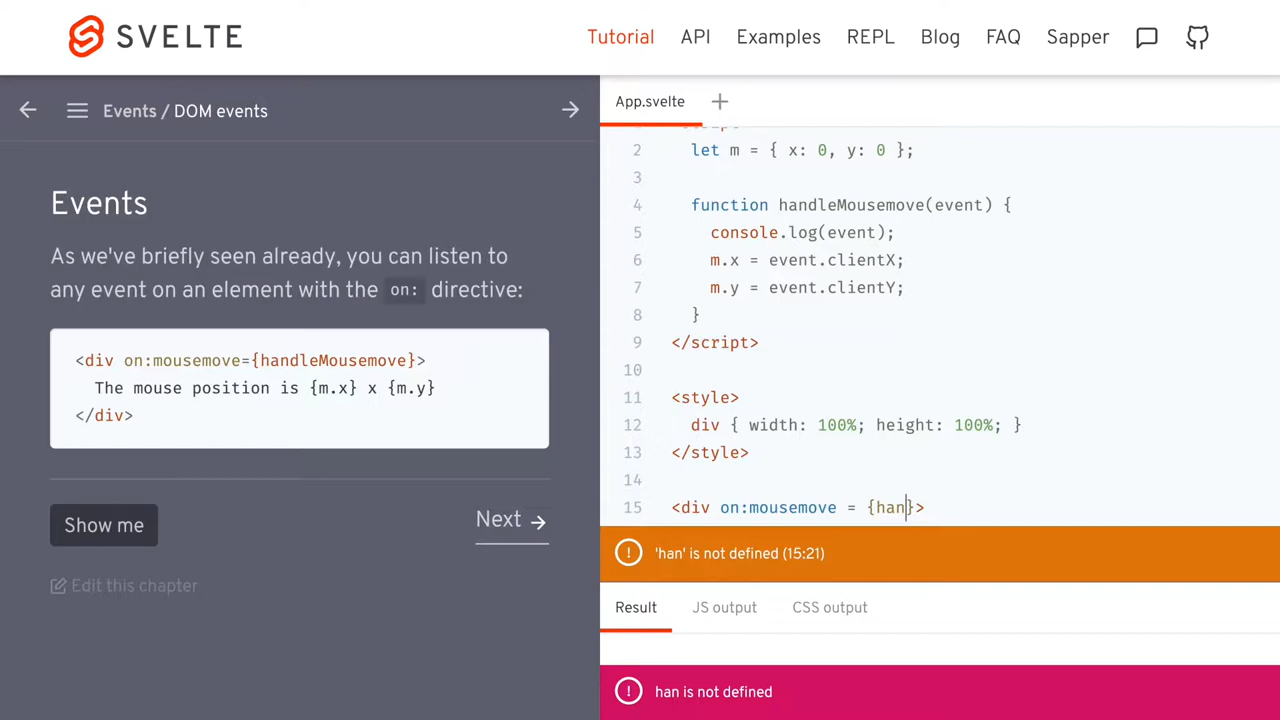 SVELTE
Tutorial API Examples REPL Blog FAQ Sapper
Events / DOM events
Events
As we've briefly seen already, you can listen to
any event on an element with the on: directive:
<div on:mousemove={handleMousemove}>
The mouse position is {m.x} x {m.y}
</div>
Show me
Next
Edit this chapter
App.svelte
2 let m = { x: 0, y: 0 };
3
4 function handleMousemove(event) {
5 console.log(event);
6 m.x = event.clientX;
7 m.y = event.clientY;
8 }
9 </script>
10
11 <style>
12 div { width: 100%; height: 100%; }
13 </style>
14
15 <div on:mousemove = {han}>
'han' is not defined (15:21)
Result JS output CSS output
han is not defined